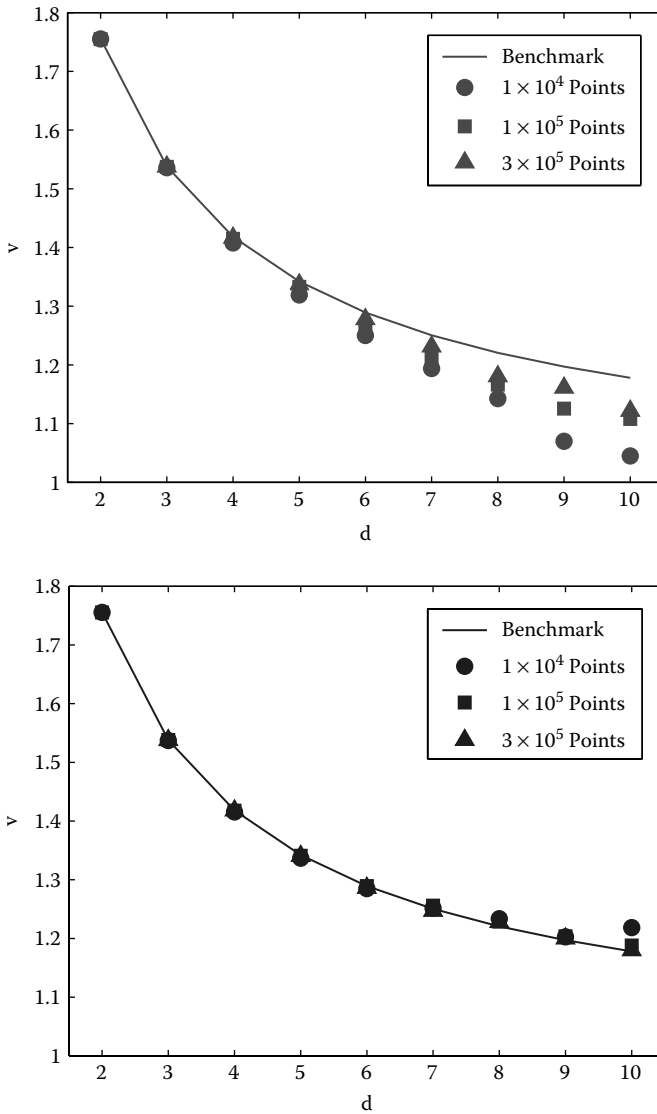 1.8
1.7
1.6
1.5
1.4
1.3
1.2
1.1
1
v
2 3 4 5 6 7 8 9 10
d
Benchmark
1 × 10⁴ Points
1 × 10⁵ Points
3 × 10⁵ Points
1.8
1.7
1.6
1.5
1.4
1.3
1.2
1.1
1
v
2 3 4 5 6 7 8 9 10
d
Benchmark
1 × 10⁴ Points
1 × 10⁵ Points
3 × 10⁵ Points